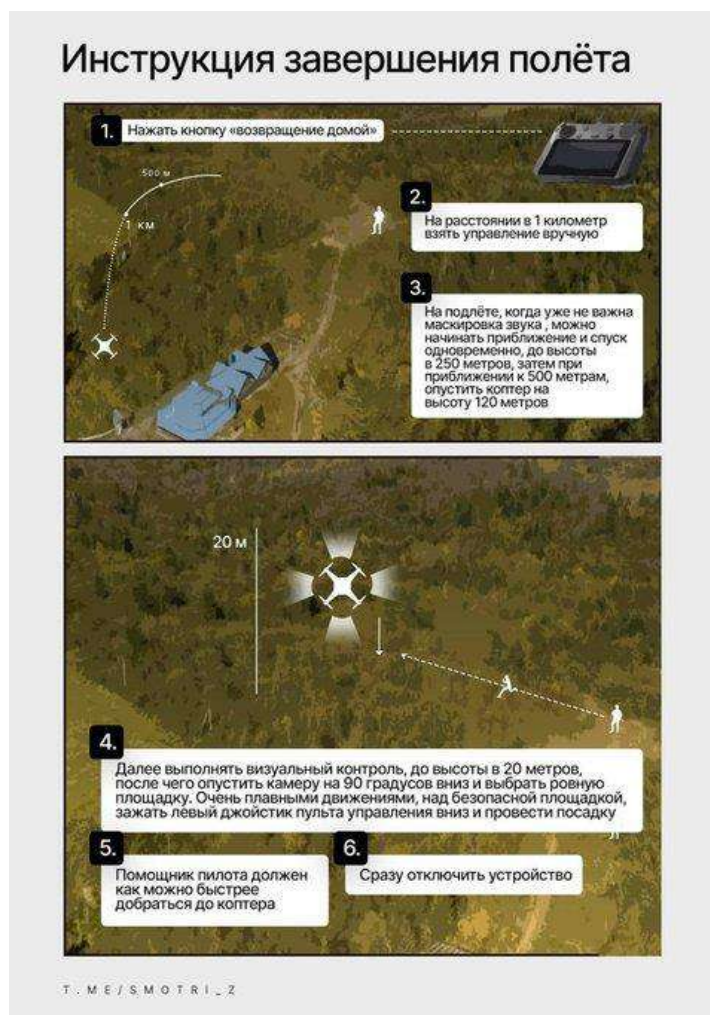 Инструкция завершения полёта
1.
Нажать кнопку «возвращение домой»
500 м
1 км
2.
На расстоянии в 1 километр
взять управление вручную
3.
На подлёте, когда уже не важна
маскировка звука , можно
начинать приближение и спуск
одновременно, до высоты
в 250 метров, затем при
приближении к 500 метрам,
опустить коптер на
высоту 120 метров
20 м
4.
Далее выполнять визуальный контроль, до высоты в 20 метров,
после чего опустить камеру на 90 градусов вниз и выбрать ровную
площадку. Очень плавными движениями, над безопасной площадкой,
зажать левый джойстик пульта управления вниз и провести посадку
5.
Помощник пилота должен
как можно быстрее
добраться до коптера
6.
Сразу отключить устройство
T.ME/SMOTRI_Z